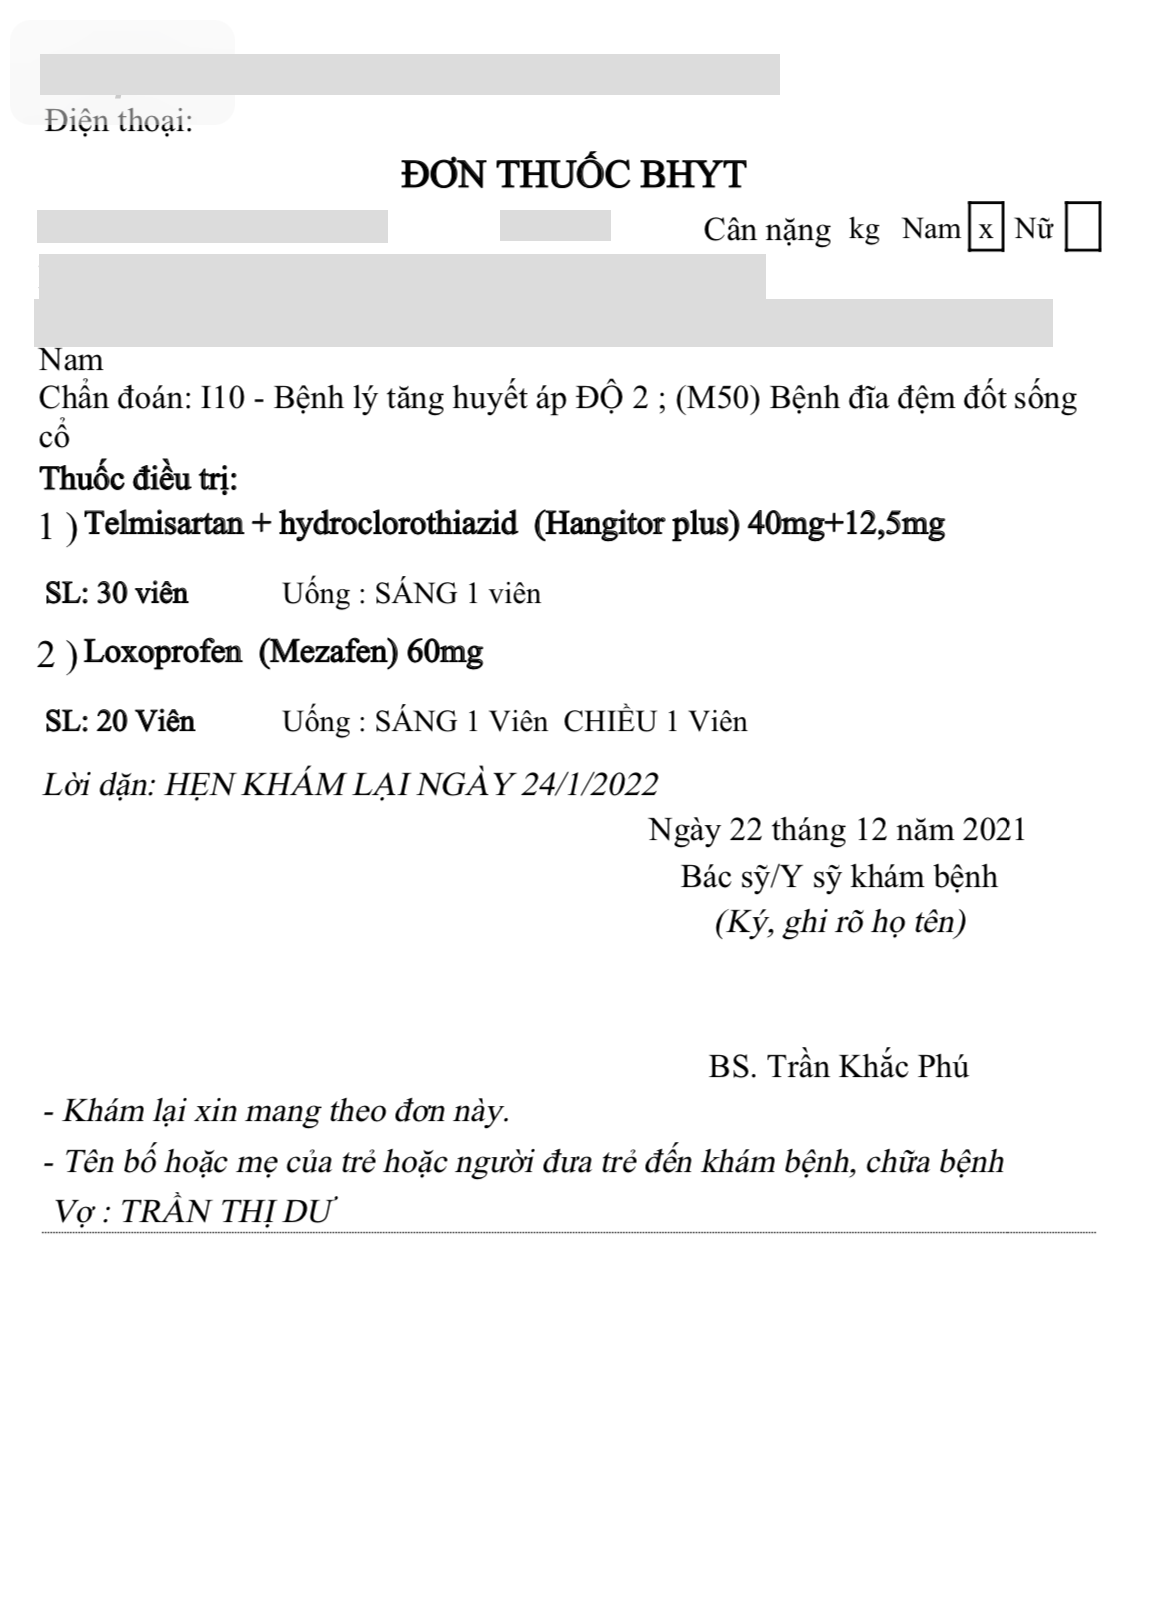 Điện thoại:
ĐƠN THUỐC BHYT
Cân nặng kg Nam x Nữ
Nam
Chẩn đoán: I10 - Bệnh lý tăng huyết áp ĐỘ 2 ; (M50) Bệnh đĩa đệm đốt sống
cổ
Thuốc điều trị:
1 ) Telmisartan + hydroclorothiazid (Hangitor plus) 40mg+12,5mg
SL: 30 viên Uống : SÁNG 1 viên
2 ) Loxoprofen (Mezafen) 60mg
SL: 20 Viên Uống : SÁNG 1 Viên CHIỀU 1 Viên
Lời dặn: HẸN KHÁM LẠI NGÀY 24/1/2022
Ngày 22 tháng 12 năm 2021
Bác sỹ/Y sỹ khám bệnh
(Ký, ghi rõ họ tên)
BS. Trần Khắc Phú
- Khám lại xin mang theo đơn này.
- Tên bố hoặc mẹ của trẻ hoặc người đưa trẻ đến khám bệnh, chữa bệnh
Vợ : TRẦN THỊ DƯ